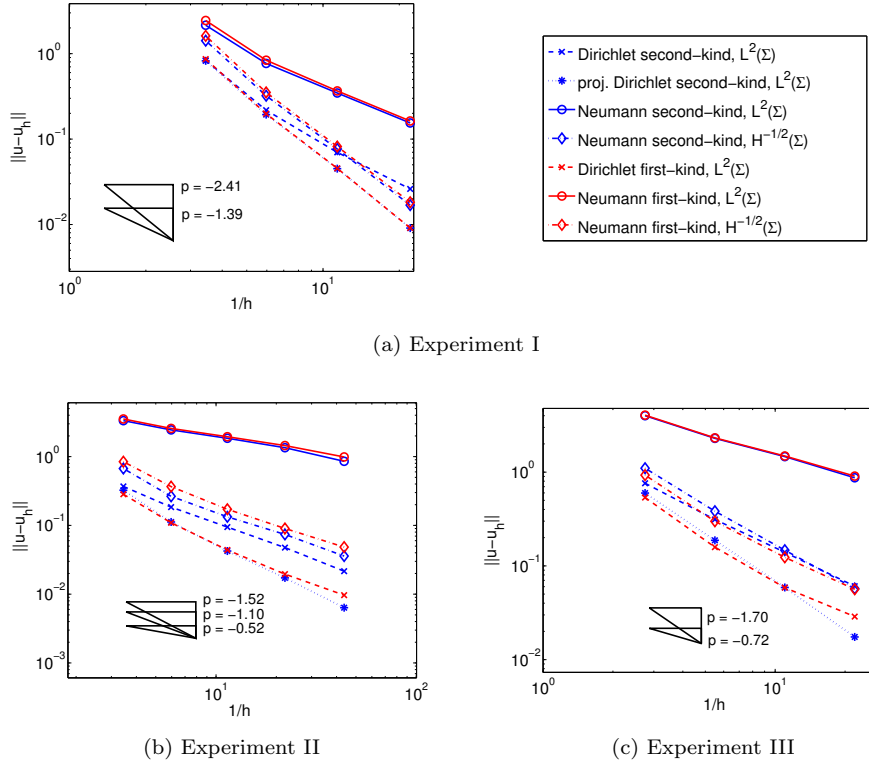 10^0
10^{-1}
10^{-2}
||u−u_h||
p = −2.41
p = −1.39
10^0
10^1
1/h
Dirichlet second−kind, L^2(Σ)
proj. Dirichlet second−kind, L^2(Σ)
Neumann second−kind, L^2(Σ)
Neumann second−kind, H^{−1/2}(Σ)
Dirichlet first−kind, L^2(Σ)
Neumann first−kind, L^2(Σ)
Neumann first−kind, H^{−1/2}(Σ)
(a) Experiment I
10^0
10^{-1}
10^{-2}
10^{-3}
||u−u_h||
p = −1.52
p = −1.10
p = −0.52
10^1
10^2
1/h
(b) Experiment II
10^0
10^{-1}
10^{-2}
||u−u_h||
p = −1.70
p = −0.72
10^0
10^1
1/h
(c) Experiment III